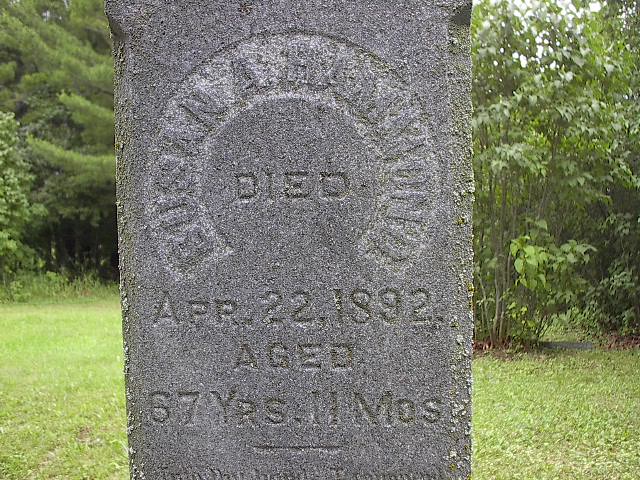 SUSAN A.
DIED
APR. 22, 1892.
AGED
67 YRS. 11 MOS.